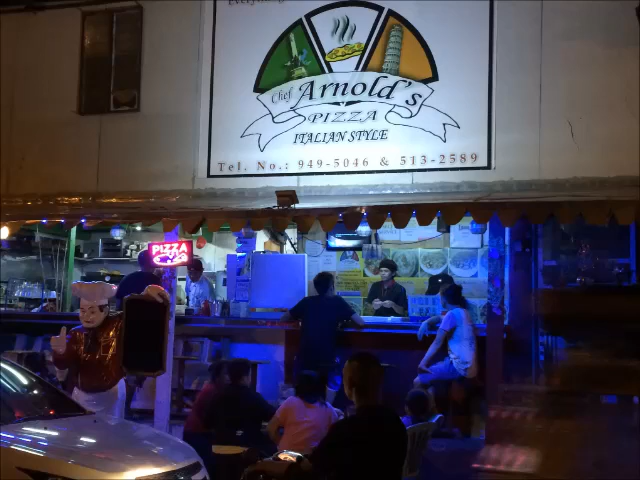 Chef Arnold's
PIZZA
ITALIAN STYLE
Tel. No.: 949-5046 & 513-2589
PIZZA